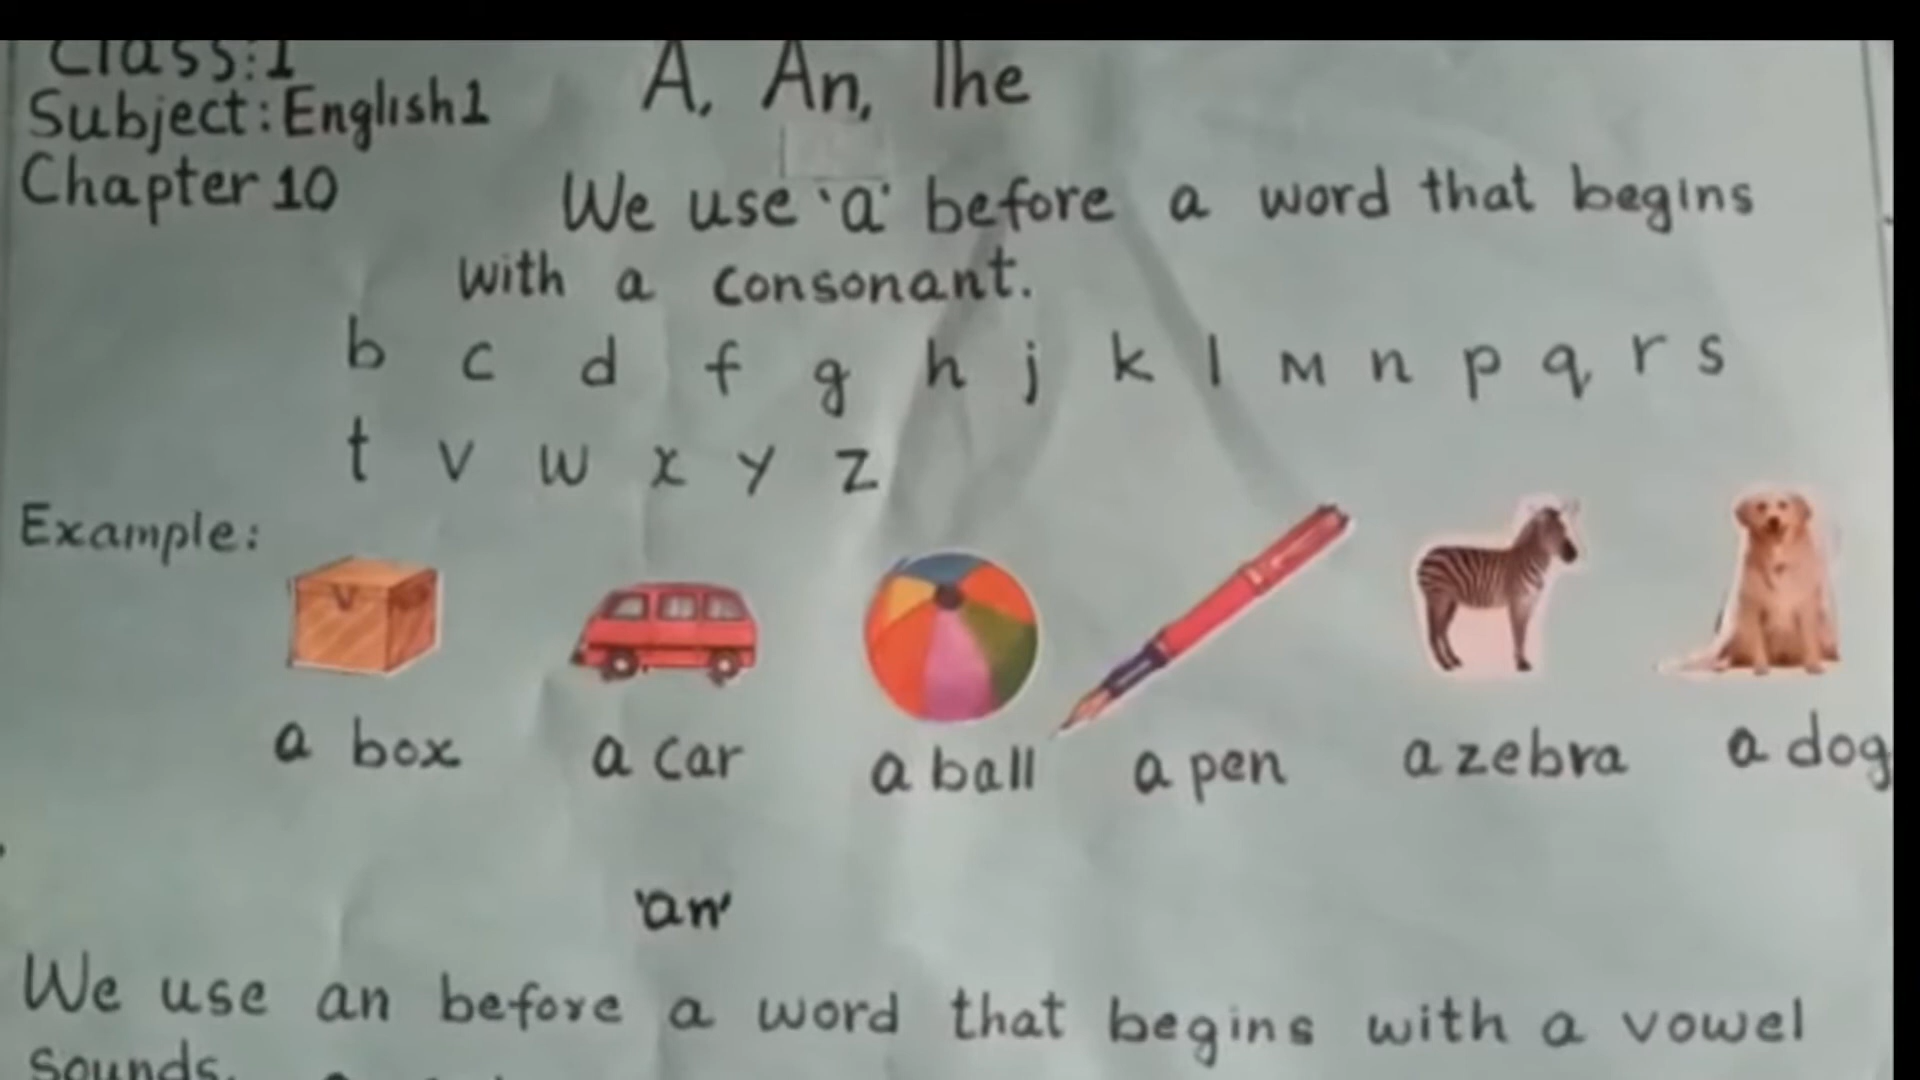 Class:1
A, An, The
Subject: English1
Chapter 10
We use 'a' before a word that begins
with a consonant.
b c d f g h j k l m n p q r s
t v w x y z
Example:
a box a car a ball a pen a zebra a dog
'an'
We use an before a word that begins with a vowel
sounds.